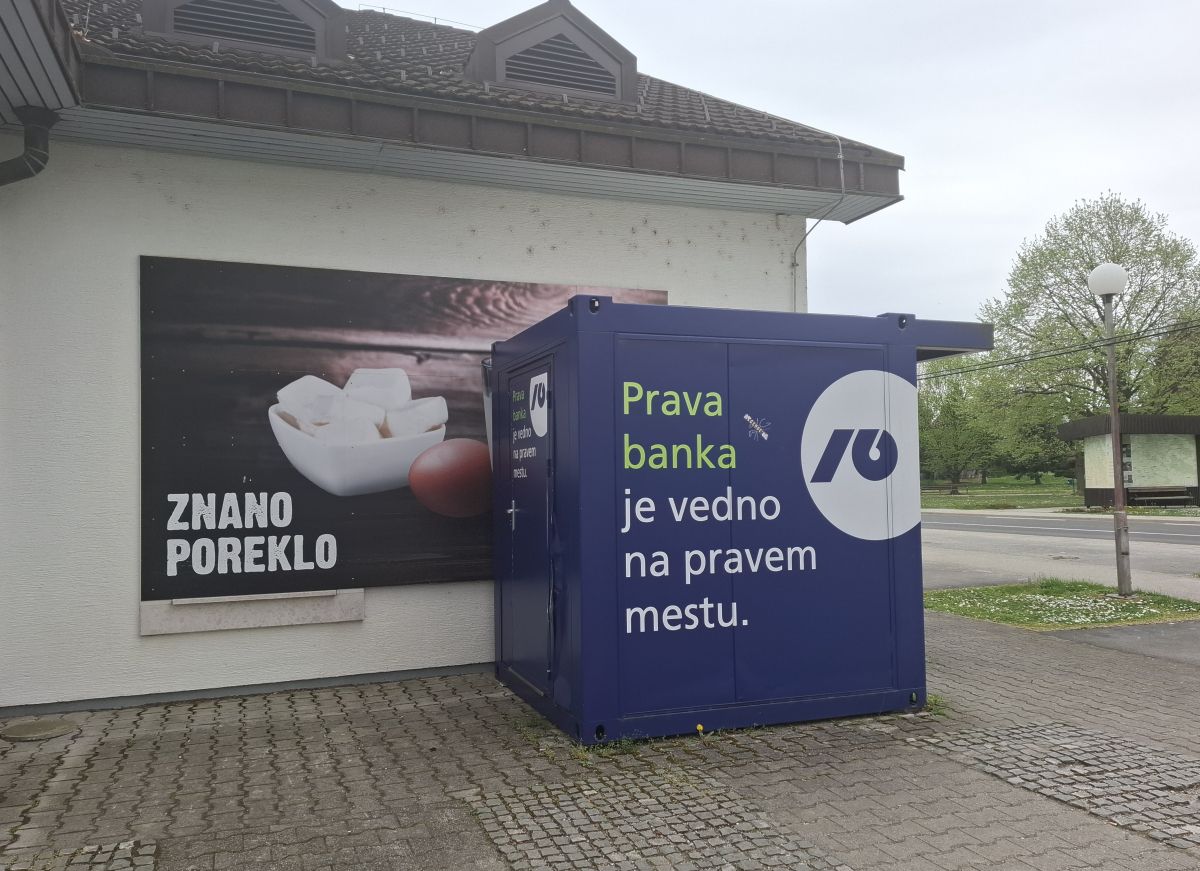 ZNANO
POREKLO
Prava
banka
je vedno
na pravem
mestu.
Prava
banka
je vedno
na pravem
mestu.